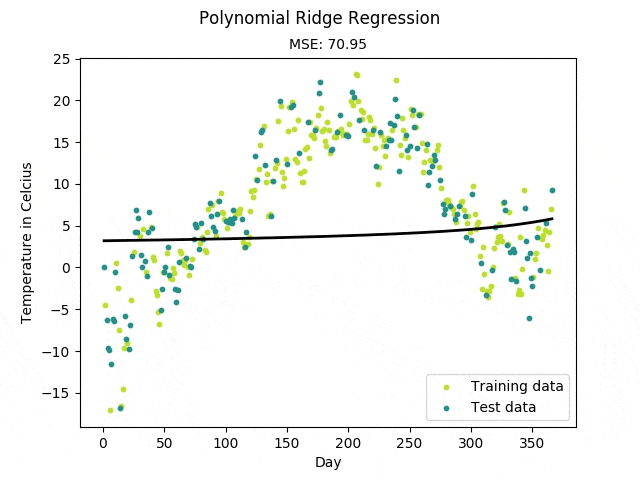 Polynomial Ridge Regression
MSE: 70.95
25
20
15
10
5
0
−5
−10
−15
Temperature in Celcius
Training data
Test data
0 50 100 150 200 250 300 350
Day